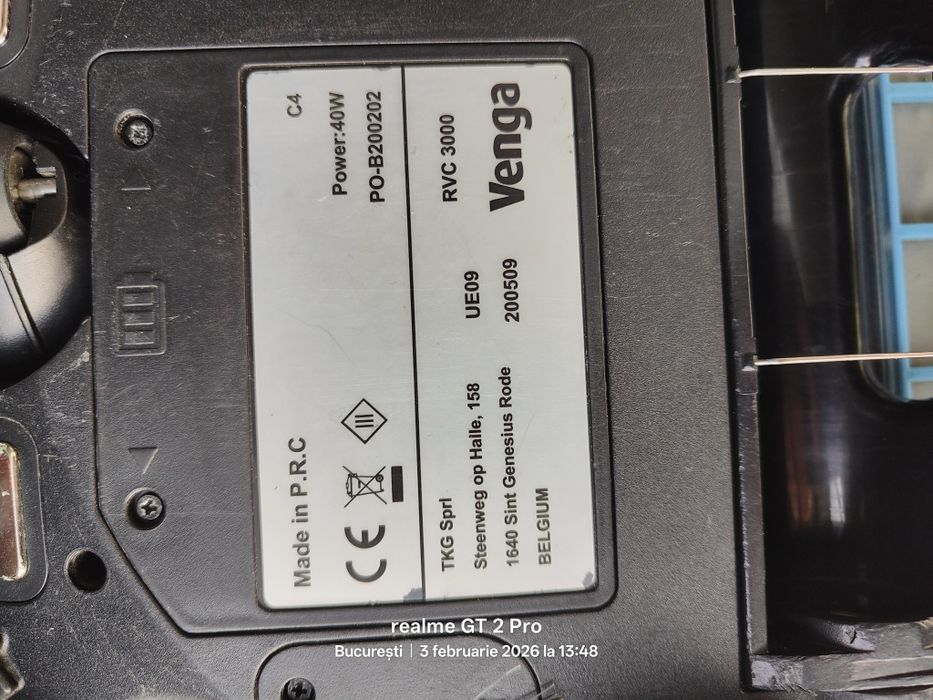 Venga
RVC 3000
200509
UE09
TKG Sprl
Steenweg op Halle, 158
1640 Sint Genesius Rode
BELGIUM
C4
Power:40W
PO-B200202
Made in P.R.C
CE
realme GT 2 Pro
București | 3 februarie 2026 la 13:48